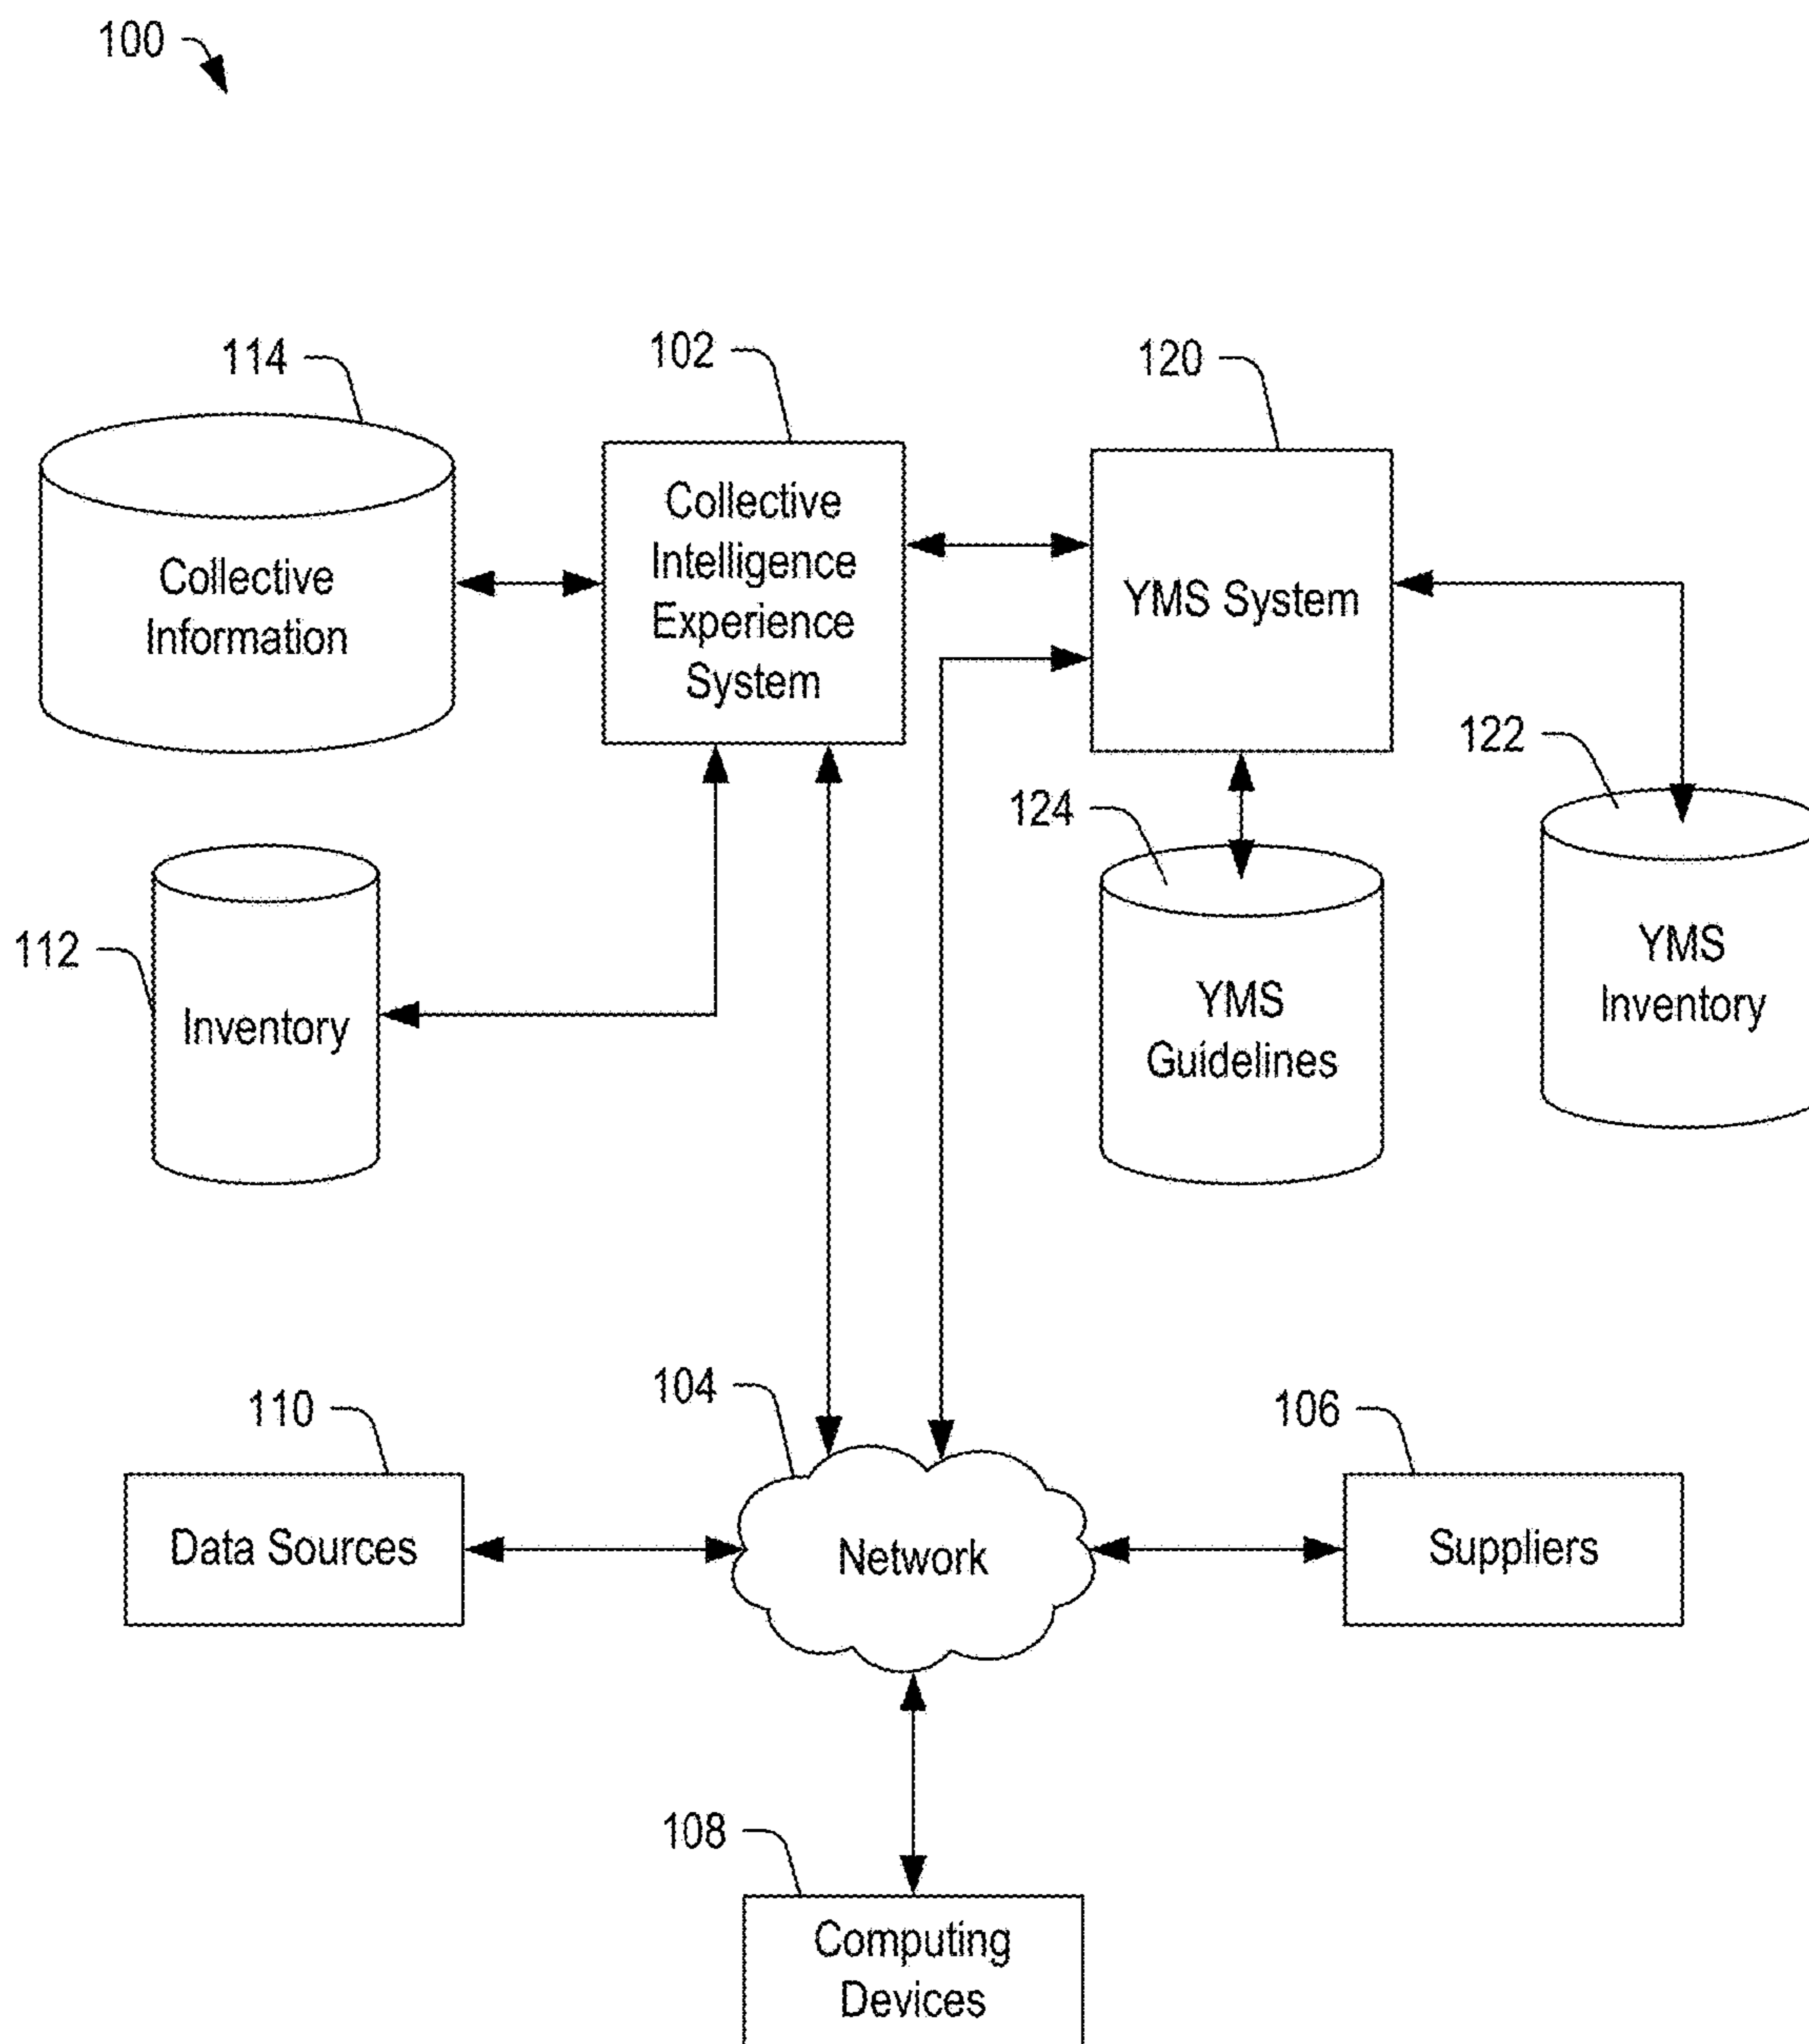 100
114
102
120
Collective
Information
Collective
Intelligence
Experience
System
YMS System
122
124
112
Inventory
YMS
Guidelines
YMS
Inventory
104
110
106
Data Sources
Network
Suppliers
108
Computing
Devices